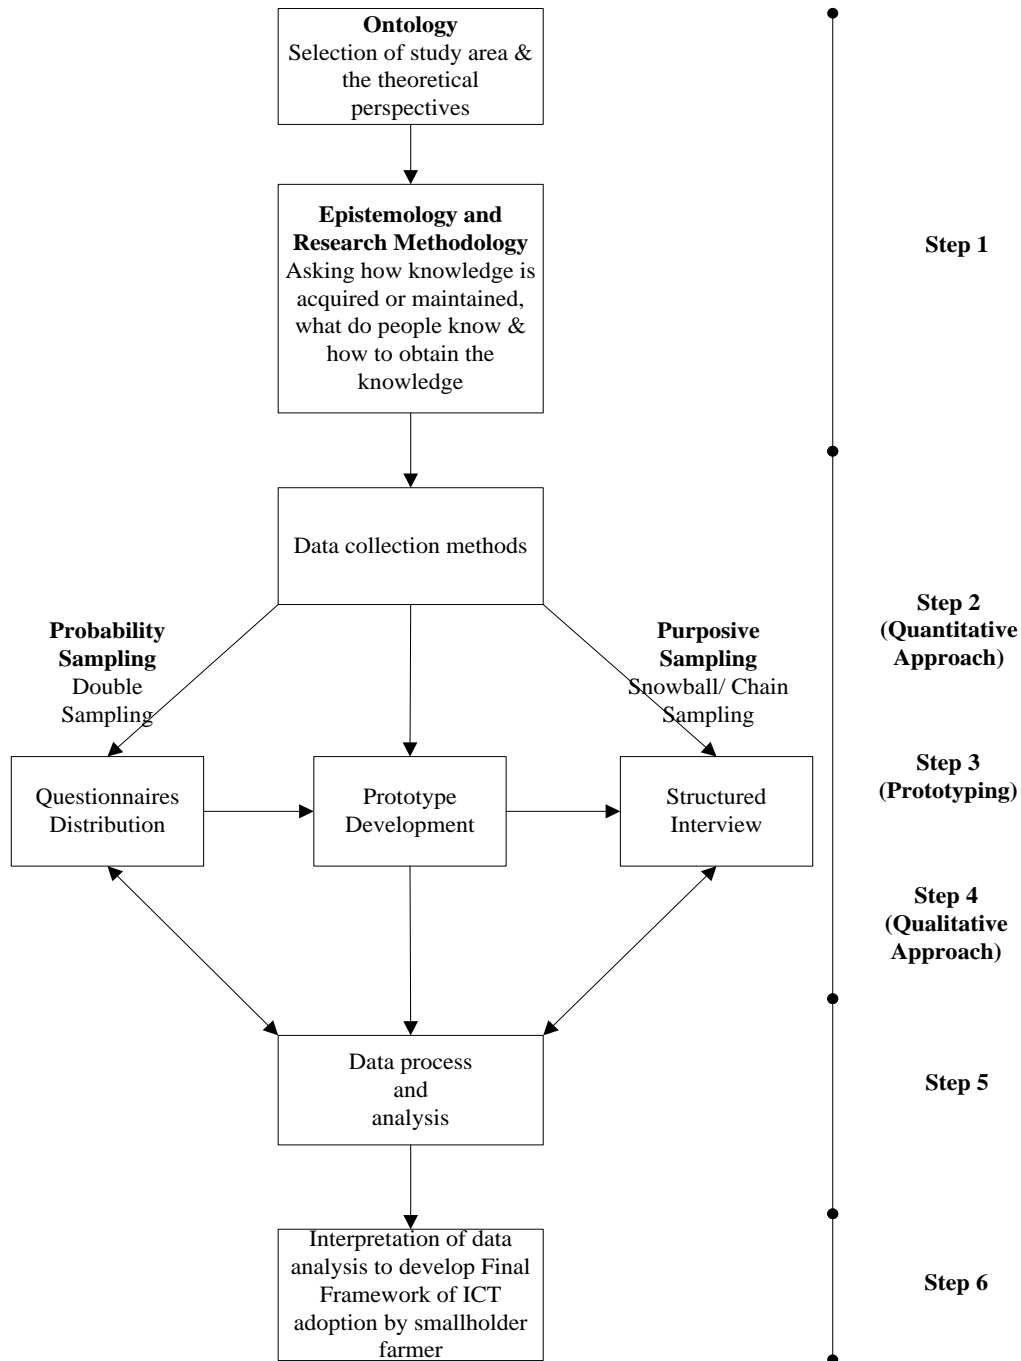 Ontology
Selection of study area &
the theoretical
perspectives
Epistemology and
Research Methodology
Asking how knowledge is
acquired or maintained,
what do people know &
how to obtain the
knowledge
Step 1
Data collection methods
Probability
Sampling
Double
Sampling
Purposive
Sampling
Snowball/ Chain
Sampling
Step 2
(Quantitative
Approach)
Questionnaires
Distribution
Prototype
Development
Structured
Interview
Step 3
(Prototyping)
Step 4
(Qualitative
Approach)
Data process
and
analysis
Step 5
Interpretation of data
analysis to develop Final
Framework of ICT
adoption by smallholder
farmer
Step 6